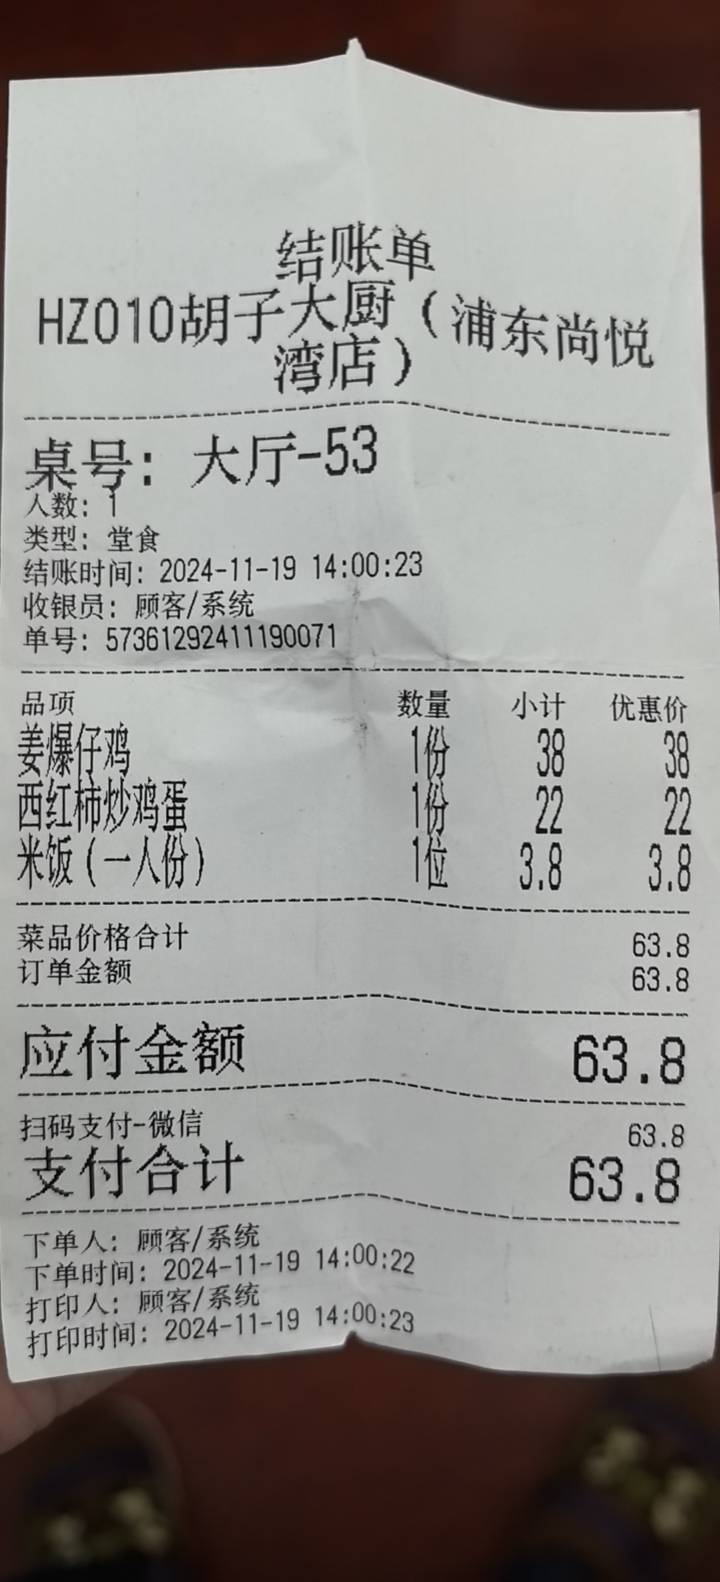 结账单
HZ010胡子大厨（浦东尚悦
湾店）
桌号：大厅-53
人数：1
类型：堂食
结账时间：2024-11-19 14:00:23
收银员：顾客/系统
单号：57361292411190071
品项 数量 小计 优惠价
姜爆仔鸡 1份 38 38
西红柿炒鸡蛋 1份 22 22
米饭（一人份） 1位 3.8 3.8
菜品价格合计 63.8
订单金额 63.8
应付金额 63.8
扫码支付-微信 63.8
支付合计 63.8
下单人：顾客/系统
下单时间：2024-11-19 14:00:22
打印人：顾客/系统
打印时间：2024-11-19 14:00:23